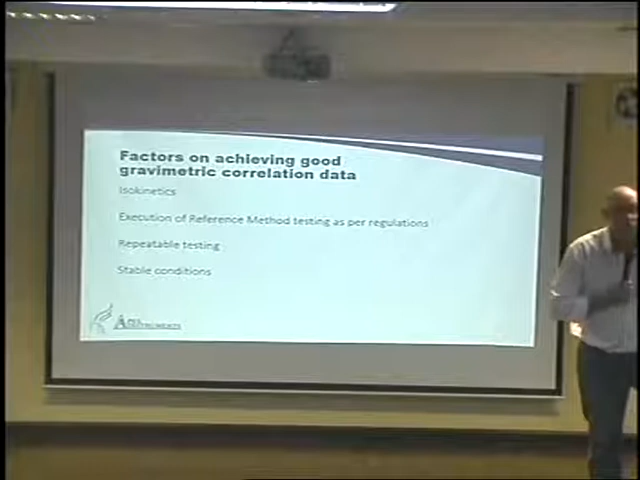 Factors on achieving good
gravimetric correlation data
Isokinetics
Execution of Reference Method testing as per regulations
Repeatable testing
Stable conditions